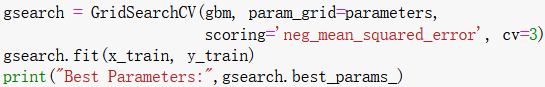 gsearch = GridSearchCV(gbm, param_grid=parameters,
scoring='neg_mean_squared_error', cv=3)
gsearch.fit(x_train, y_train)
print("Best Parameters:",gsearch.best_params_)